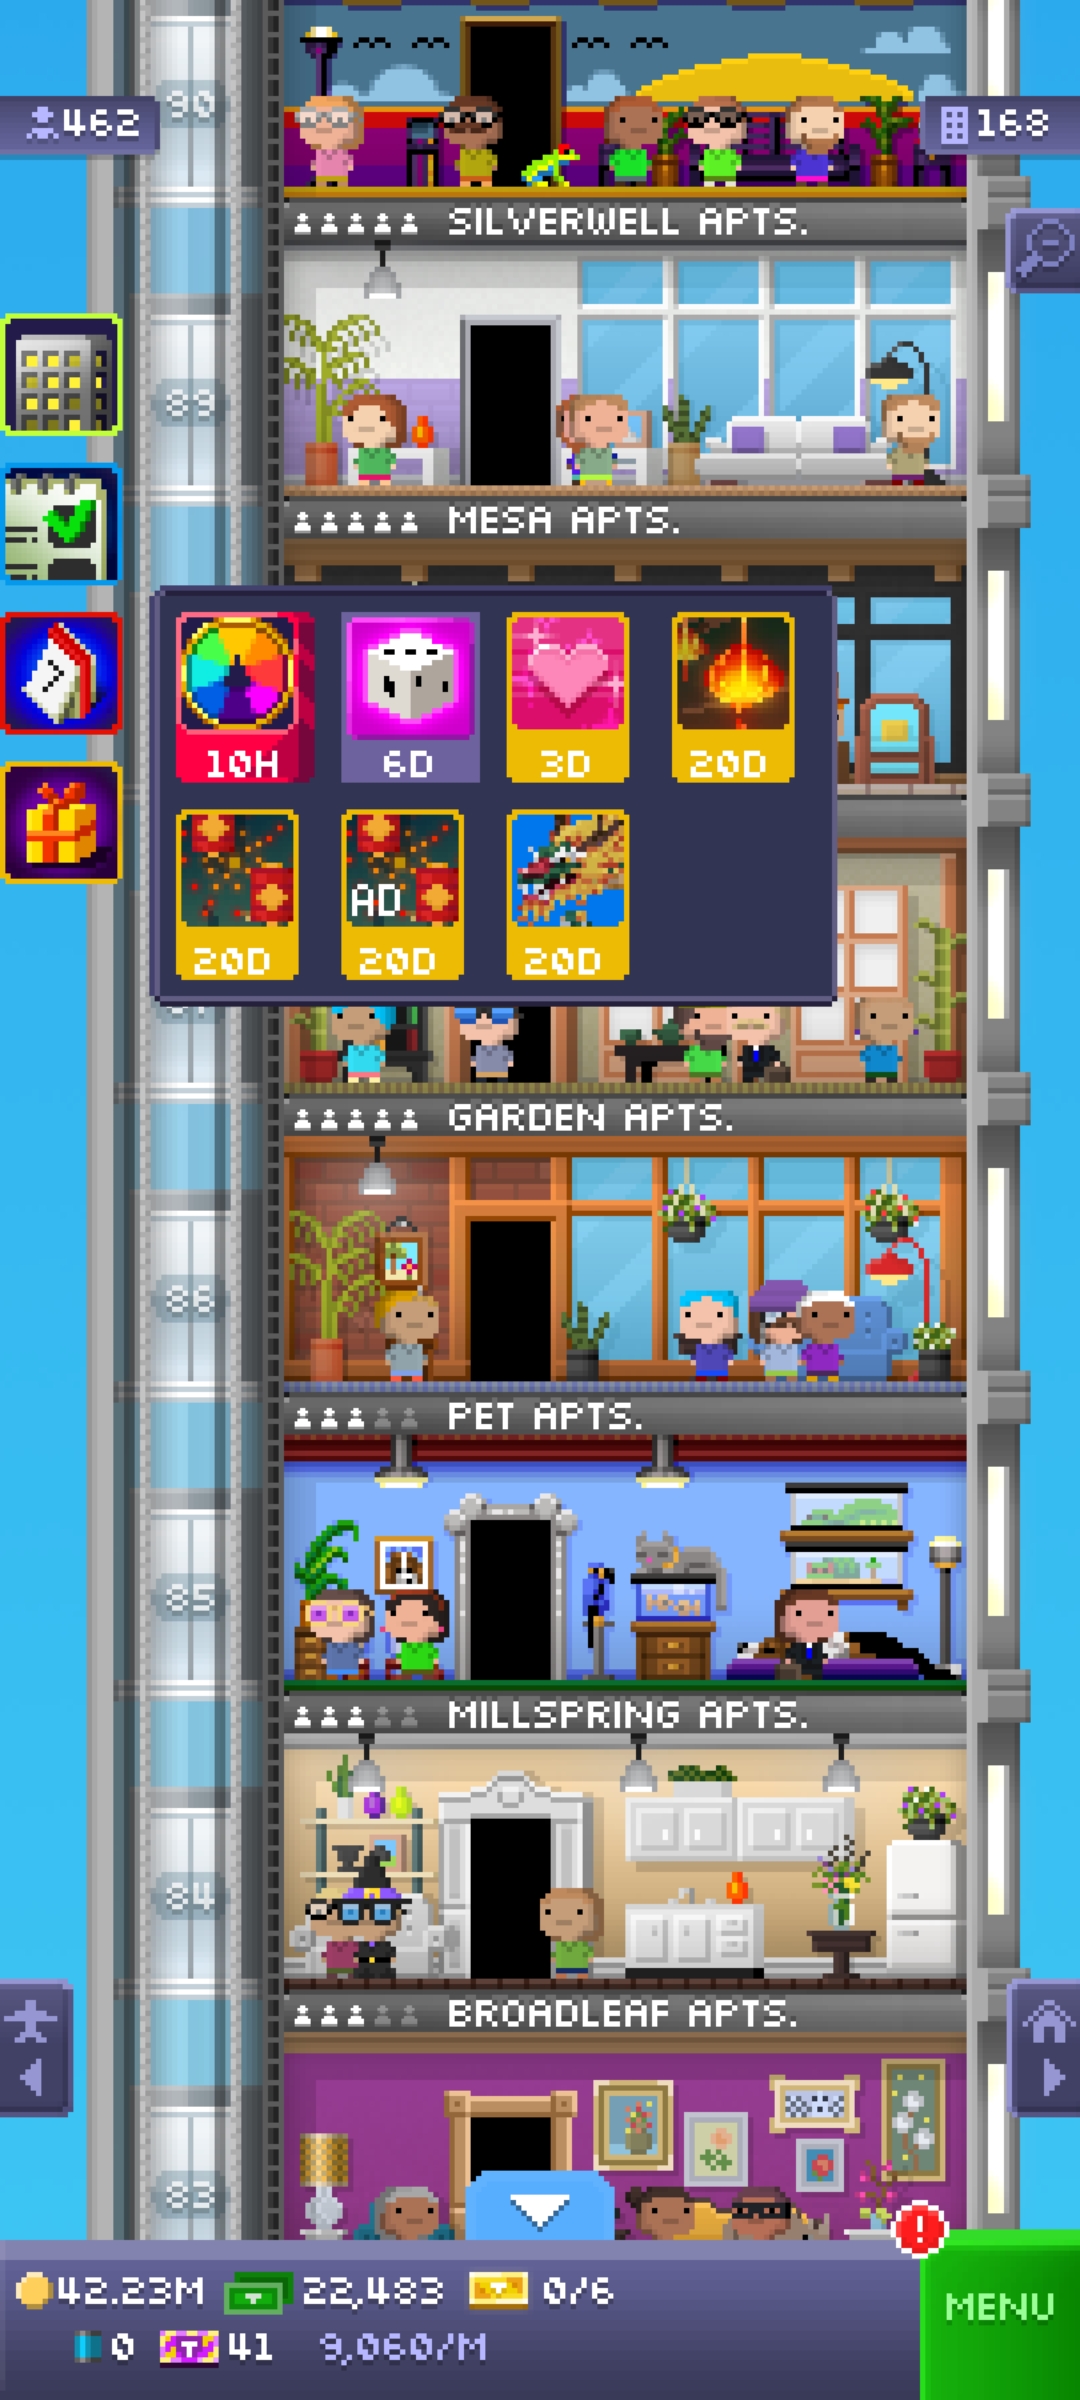 90
462
168
SILVERWELL APTS.
89
MESA APTS.
7
10H
6D
3D
20D
AD
20D
20D
20D
GARDEN APTS.
86
PET APTS.
85
MILLSPRING APTS.
84
BROADLEAF APTS.
83
!
42.23M
22,483
0/6
MENU
0
T
41
9,060/M